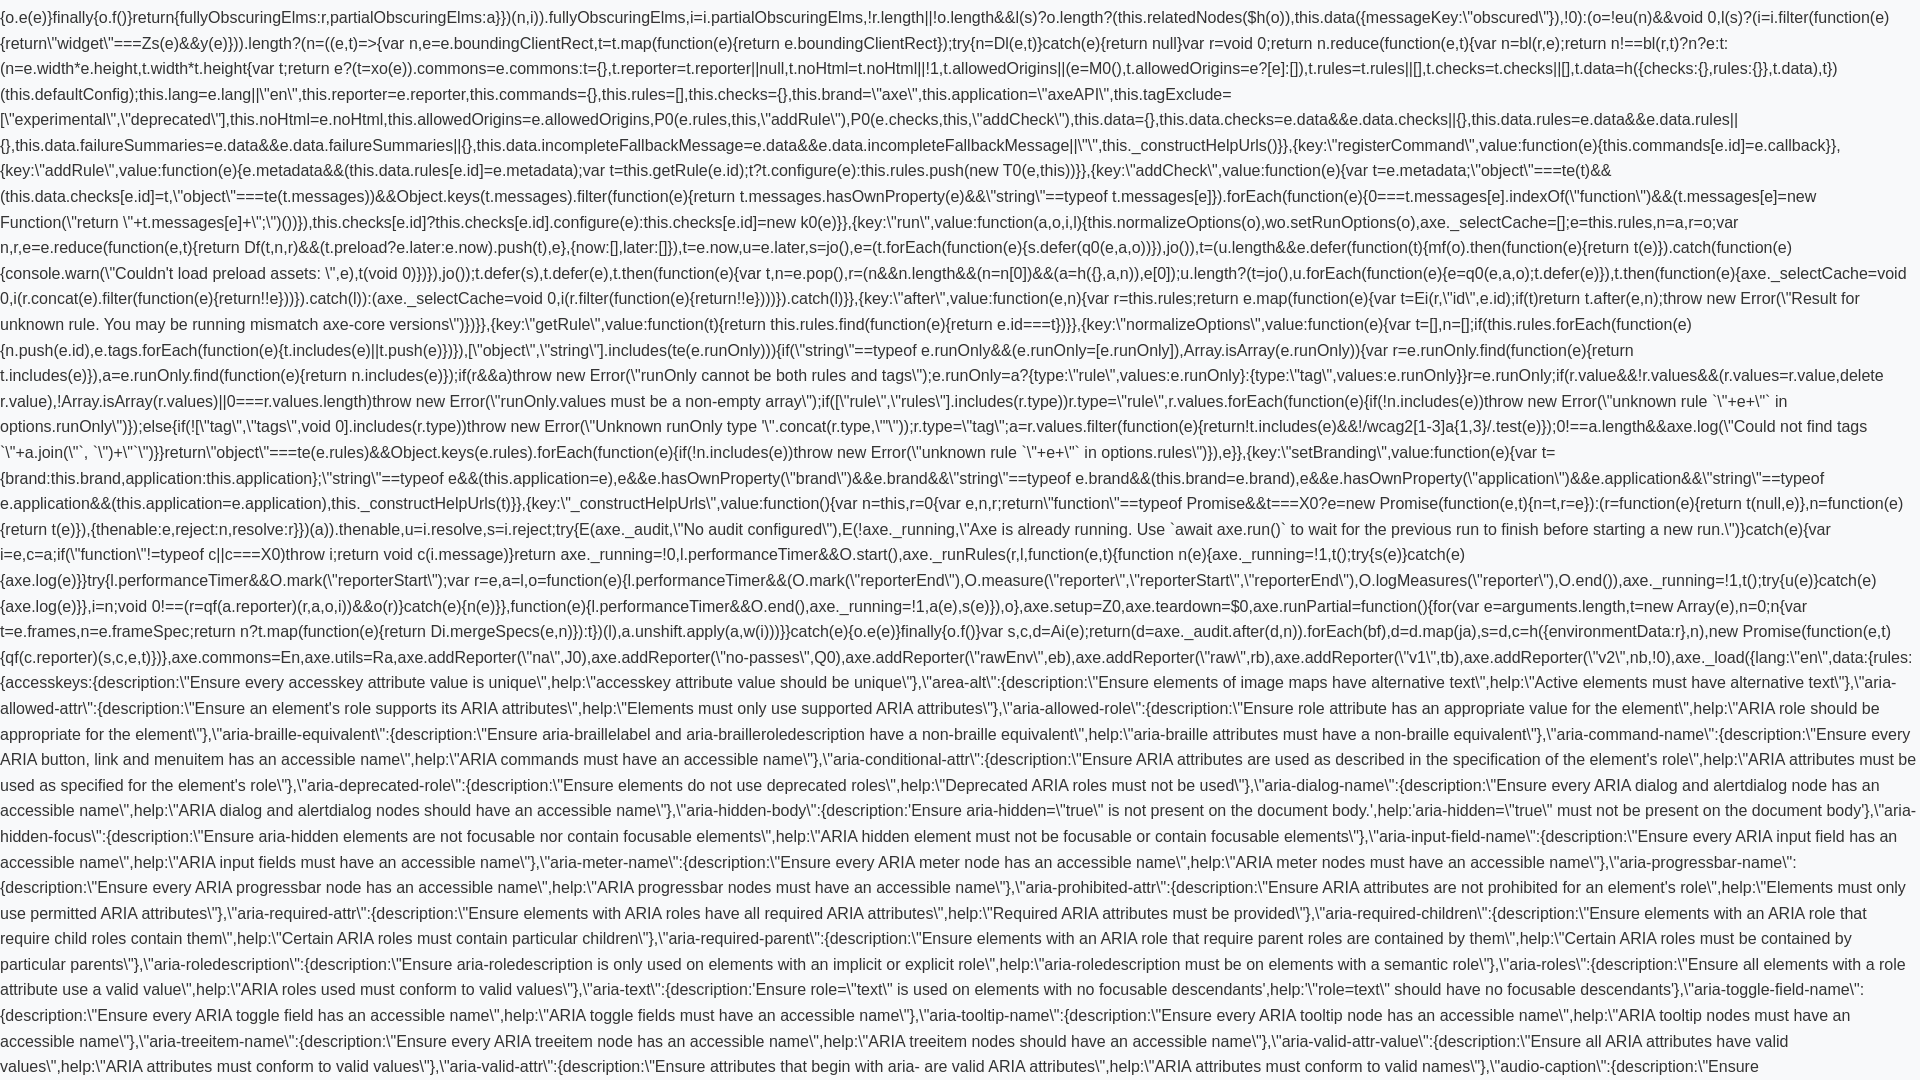 {o.e(e)}finally{o.f()}return{fullyObscuringElms:r,partialObscuringElms:a}})(n,i)).fullyObscuringElms,i=i.partialObscuringElms,!r.length||!o.length&&l(s)?o.length?(this.relatedNodes($h(o)),this.data({messageKey:\"obscured\"}),!0):(o=!eu(n)&&void 0,l(s)?(i=i.filter(function(e)
{return\"widget\"===Zs(e)&&y(e)})).length?(n=((e,t)=>{var n,e=e.boundingClientRect,t=t.map(function(e){return e.boundingClientRect});try{n=Dl(e,t)}catch(e){return null}var r=void 0;return n.reduce(function(e,t){var n=bl(r,e);return n!==bl(r,t)?n?e:t:
(n=e.width*e.height,t.width*t.height{var t;return e?(t=xo(e)).commons=e.commons:t={},t.reporter=t.reporter||null,t.noHtml=t.noHtml||!1,t.allowedOrigins||(e=M0(),t.allowedOrigins=e?[e]:[]),t.rules=t.rules||[],t.checks=t.checks||[],t.data=h({checks:{},rules:{}},t.data),t})
(this.defaultConfig);this.lang=e.lang||\"en\",this.reporter=e.reporter,this.commands={},this.rules=[],this.checks={},this.brand=\"axe\",this.application=\"axeAPI\",this.tagExclude=
[\"experimental\",\"deprecated\"],this.noHtml=e.noHtml,this.allowedOrigins=e.allowedOrigins,P0(e.rules,this,\"addRule\"),P0(e.checks,this,\"addCheck\"),this.data={},this.data.checks=e.data&&e.data.checks||{},this.data.rules=e.data&&e.data.rules||
{},this.data.failureSummaries=e.data&&e.data.failureSummaries||{},this.data.incompleteFallbackMessage=e.data&&e.data.incompleteFallbackMessage||\"\",this._constructHelpUrls()}},{key:\"registerCommand\",value:function(e){this.commands[e.id]=e.callback}},
{key:\"addRule\",value:function(e){e.metadata&&(this.data.rules[e.id]=e.metadata);var t=this.getRule(e.id);t?t.configure(e):this.rules.push(new T0(e,this))}},{key:\"addCheck\",value:function(e){var t=e.metadata;\"object\"===te(t)&&
(this.data.checks[e.id]=t,\"object\"===te(t.messages))&&Object.keys(t.messages).filter(function(e){return t.messages.hasOwnProperty(e)&&\"string\"==typeof t.messages[e]}).forEach(function(e){0===t.messages[e].indexOf(\"function\")&&(t.messages[e]=new
Function(\"return \"+t.messages[e]+\";\")())}),this.checks[e.id]?this.checks[e.id].configure(e):this.checks[e.id]=new k0(e)}},{key:\"run\",value:function(a,o,i,l){this.normalizeOptions(o),wo.setRunOptions(o),axe._selectCache=[];e=this.rules,n=a,r=o;var
n,r,e=e.reduce(function(e,t){return Df(t,n,r)&&(t.preload?e.later:e.now).push(t),e},{now:[],later:[]}),t=e.now,u=e.later,s=jo(),e=(t.forEach(function(e){s.defer(q0(e,a,o))}),jo()),t=(u.length&&e.defer(function(t){mf(o).then(function(e){return t(e)}).catch(function(e)
{console.warn(\"Couldn't load preload assets: \",e),t(void 0)})}),jo());t.defer(s),t.defer(e),t.then(function(e){var t,n=e.pop(),r=(n&&n.length&&(n=n[0])&&(a=h({},a,n)),e[0]);u.length?(t=jo(),u.forEach(function(e){e=q0(e,a,o);t.defer(e)}),t.then(function(e){axe._selectCache=void
0,i(r.concat(e).filter(function(e){return!!e}))}).catch(l)):(axe._selectCache=void 0,i(r.filter(function(e){return!!e})))}).catch(l)}},{key:\"after\",value:function(e,n){var r=this.rules;return e.map(function(e){var t=Ei(r,\"id\",e.id);if(t)return t.after(e,n);throw new Error(\"Result for
unknown rule. You may be running mismatch axe-core versions\")})}},{key:\"getRule\",value:function(t){return this.rules.find(function(e){return e.id===t})}},{key:\"normalizeOptions\",value:function(e){var t=[],n=[];if(this.rules.forEach(function(e)
{n.push(e.id),e.tags.forEach(function(e){t.includes(e)||t.push(e)})}),[\"object\",\"string\"].includes(te(e.runOnly))){if(\"string\"==typeof e.runOnly&&(e.runOnly=[e.runOnly]),Array.isArray(e.runOnly)){var r=e.runOnly.find(function(e){return
t.includes(e)}),a=e.runOnly.find(function(e){return n.includes(e)});if(r&&a)throw new Error(\"runOnly cannot be both rules and tags\");e.runOnly=a?{type:\"rule\",values:e.runOnly}:{type:\"tag\",values:e.runOnly}}r=e.runOnly;if(r.value&&!r.values&&(r.values=r.value,delete
r.value),!Array.isArray(r.values)||0===r.values.length)throw new Error(\"runOnly.values must be a non-empty array\");if([\"rule\",\"rules\"].includes(r.type))r.type=\"rule\",r.values.forEach(function(e){if(!n.includes(e))throw new Error(\"unknown rule `\"+e+\"` in
options.runOnly\")});else{if(![\"tag\",\"tags\",void 0].includes(r.type))throw new Error(\"Unknown runOnly type '\".concat(r.type,\"'\"));r.type=\"tag\";a=r.values.filter(function(e){return!t.includes(e)&&!/wcag2[1-3]a{1,3}/.test(e)});0!==a.length&&axe.log(\"Could not find tags
`\"+a.join(\"`, `\")+\"`\")}}return\"object\"===te(e.rules)&&Object.keys(e.rules).forEach(function(e){if(!n.includes(e))throw new Error(\"unknown rule `\"+e+\"` in options.rules\")}),e}},{key:\"setBranding\",value:function(e){var t=
{brand:this.brand,application:this.application};\"string\"==typeof e&&(this.application=e),e&&e.hasOwnProperty(\"brand\")&&e.brand&&\"string\"==typeof e.brand&&(this.brand=e.brand),e&&e.hasOwnProperty(\"application\")&&e.application&&\"string\"==typeof
e.application&&(this.application=e.application),this._constructHelpUrls(t)}},{key:\"_constructHelpUrls\",value:function(){var n=this,r=0{var e,n,r;return\"function\"==typeof Promise&&t===X0?e=new Promise(function(e,t){n=t,r=e}):(r=function(e){return t(null,e)},n=function(e)
{return t(e)}),{thenable:e,reject:n,resolve:r}})(a)).thenable,u=i.resolve,s=i.reject;try{E(axe._audit,\"No audit configured\"),E(!axe._running,\"Axe is already running. Use `await axe.run()` to wait for the previous run to finish before starting a new run.\")}catch(e){var
i=e,c=a;if(\"function\"!=typeof c||c===X0)throw i;return void c(i.message)}return axe._running=!0,l.performanceTimer&&O.start(),axe._runRules(r,l,function(e,t){function n(e){axe._running=!1,t();try{s(e)}catch(e)
{axe.log(e)}}try{l.performanceTimer&&O.mark(\"reporterStart\");var r=e,a=l,o=function(e){l.performanceTimer&&(O.mark(\"reporterEnd\"),O.measure(\"reporter\",\"reporterStart\",\"reporterEnd\"),O.logMeasures(\"reporter\"),O.end()),axe._running=!1,t();try{u(e)}catch(e)
{axe.log(e)}},i=n;void 0!==(r=qf(a.reporter)(r,a,o,i))&&o(r)}catch(e){n(e)}},function(e){l.performanceTimer&&O.end(),axe._running=!1,a(e),s(e)}),o},axe.setup=Z0,axe.teardown=$0,axe.runPartial=function(){for(var e=arguments.length,t=new Array(e),n=0;n{var
t=e.frames,n=e.frameSpec;return n?t.map(function(e){return Di.mergeSpecs(e,n)}):t})(l),a.unshift.apply(a,w(i)))}}catch(e){o.e(e)}finally{o.f()}var s,c,d=Ai(e);return(d=axe._audit.after(d,n)).forEach(bf),d=d.map(ja),s=d,c=h({environmentData:r},n),new Promise(function(e,t)
{qf(c.reporter)(s,c,e,t)})},axe.commons=En,axe.utils=Ra,axe.addReporter(\"na\",J0),axe.addReporter(\"no-passes\",Q0),axe.addReporter(\"rawEnv\",eb),axe.addReporter(\"raw\",rb),axe.addReporter(\"v1\",tb),axe.addReporter(\"v2\",nb,!0),axe._load({lang:\"en\",data:{rules:
{accesskeys:{description:\"Ensure every accesskey attribute value is unique\",help:\"accesskey attribute value should be unique\"},\"area-alt\":{description:\"Ensure elements of image maps have alternative text\",help:\"Active elements must have alternative text\"},\"aria-
allowed-attr\":{description:\"Ensure an element's role supports its ARIA attributes\",help:\"Elements must only use supported ARIA attributes\"},\"aria-allowed-role\":{description:\"Ensure role attribute has an appropriate value for the element\",help:\"ARIA role should be
appropriate for the element\"},\"aria-braille-equivalent\":{description:\"Ensure aria-braillelabel and aria-brailleroledescription have a non-braille equivalent\",help:\"aria-braille attributes must have a non-braille equivalent\"},\"aria-command-name\":{description:\"Ensure every
ARIA button, link and menuitem has an accessible name\",help:\"ARIA commands must have an accessible name\"},\"aria-conditional-attr\":{description:\"Ensure ARIA attributes are used as described in the specification of the element's role\",help:\"ARIA attributes must be
used as specified for the element's role\"},\"aria-deprecated-role\":{description:\"Ensure elements do not use deprecated roles\",help:\"Deprecated ARIA roles must not be used\"},\"aria-dialog-name\":{description:\"Ensure every ARIA dialog and alertdialog node has an
accessible name\",help:\"ARIA dialog and alertdialog nodes should have an accessible name\"},\"aria-hidden-body\":{description:'Ensure aria-hidden=\"true\" is not present on the document body.',help:'aria-hidden=\"true\" must not be present on the document body'},\"aria-
hidden-focus\":{description:\"Ensure aria-hidden elements are not focusable nor contain focusable elements\",help:\"ARIA hidden element must not be focusable or contain focusable elements\"},\"aria-input-field-name\":{description:\"Ensure every ARIA input field has an
accessible name\",help:\"ARIA input fields must have an accessible name\"},\"aria-meter-name\":{description:\"Ensure every ARIA meter node has an accessible name\",help:\"ARIA meter nodes must have an accessible name\"},\"aria-progressbar-name\":
{description:\"Ensure every ARIA progressbar node has an accessible name\",help:\"ARIA progressbar nodes must have an accessible name\"},\"aria-prohibited-attr\":{description:\"Ensure ARIA attributes are not prohibited for an element's role\",help:\"Elements must only
use permitted ARIA attributes\"},\"aria-required-attr\":{description:\"Ensure elements with ARIA roles have all required ARIA attributes\",help:\"Required ARIA attributes must be provided\"},\"aria-required-children\":{description:\"Ensure elements with an ARIA role that
require child roles contain them\",help:\"Certain ARIA roles must contain particular children\"},\"aria-required-parent\":{description:\"Ensure elements with an ARIA role that require parent roles are contained by them\",help:\"Certain ARIA roles must be contained by
particular parents\"},\"aria-roledescription\":{description:\"Ensure aria-roledescription is only used on elements with an implicit or explicit role\",help:\"aria-roledescription must be on elements with a semantic role\"},\"aria-roles\":{description:\"Ensure all elements with a role
attribute use a valid value\",help:\"ARIA roles used must conform to valid values\"},\"aria-text\":{description:'Ensure role=\"text\" is used on elements with no focusable descendants',help:'\"role=text\" should have no focusable descendants'},\"aria-toggle-field-name\":
{description:\"Ensure every ARIA toggle field has an accessible name\",help:\"ARIA toggle fields must have an accessible name\"},\"aria-tooltip-name\":{description:\"Ensure every ARIA tooltip node has an accessible name\",help:\"ARIA tooltip nodes must have an
accessible name\"},\"aria-treeitem-name\":{description:\"Ensure every ARIA treeitem node has an accessible name\",help:\"ARIA treeitem nodes should have an accessible name\"},\"aria-valid-attr-value\":{description:\"Ensure all ARIA attributes have valid
values\",help:\"ARIA attributes must conform to valid values\"},\"aria-valid-attr\":{description:\"Ensure attributes that begin with aria- are valid ARIA attributes\",help:\"ARIA attributes must conform to valid names\"},\"audio-caption\":{description:\"Ensure